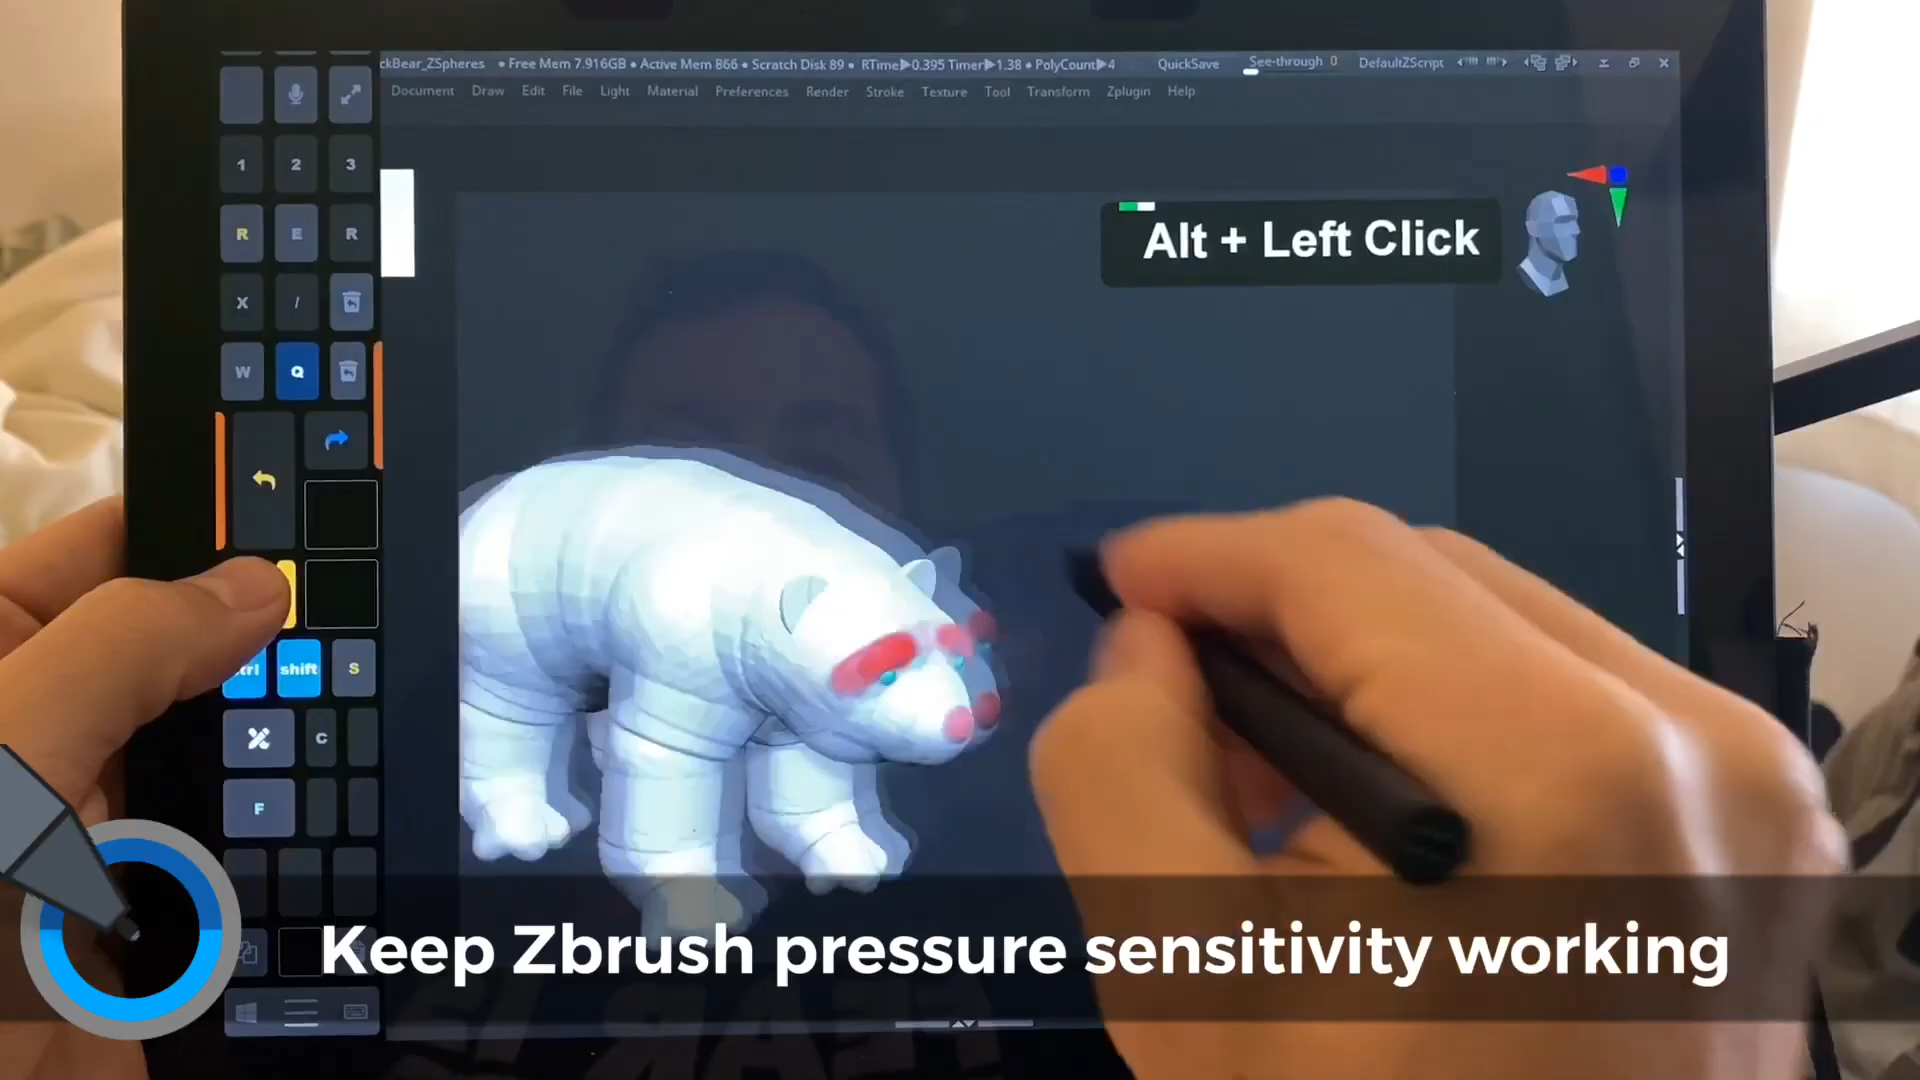 ckBear_ZSpheres • Free Mem 7.916GB • Active Mem 866 • Scratch Disk 89 • RTime▶0.395 Timer▶1.38 • PolyCount▶4 QuickSave See-through 0 DefaultZScript
Document Draw Edit File Light Material Preferences Render Stroke Texture Tool Transform Zplugin Help
1 2 3
R E R
X /
W Q
Alt + Left Click
trl shift S
C
F
Keep Zbrush pressure sensitivity working